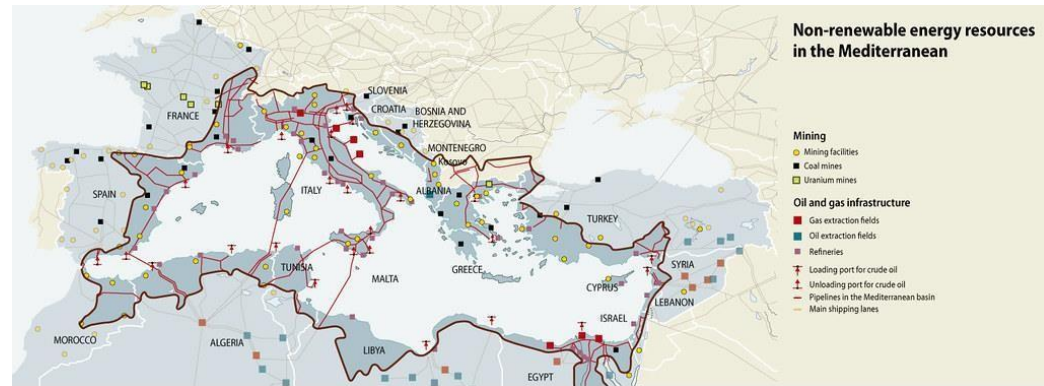 Non-renewable energy resources
in the Mediterranean
Mining
Mining facilities
Coal mines
Uranium mines
Oil and gas infrastructure
Gas extraction fields
Oil extraction fields
Refineries
Loading port for crude oil
Unloading port for crude oil
Pipelines in the Mediterranean basin
Main shipping lanes
SLOVENIA
CROATIA
BOSNIA AND
HERZEGOVINA
FRANCE
MONTENEGRO
Kosovo
SPAIN
ITALY
ALBANIA
TURKEY
GREECE
TUNISIA
MALTA
SYRIA
CYPRUS
LEBANON
ISRAEL
MOROCCO
ALGERIA
LIBYA
EGYPT